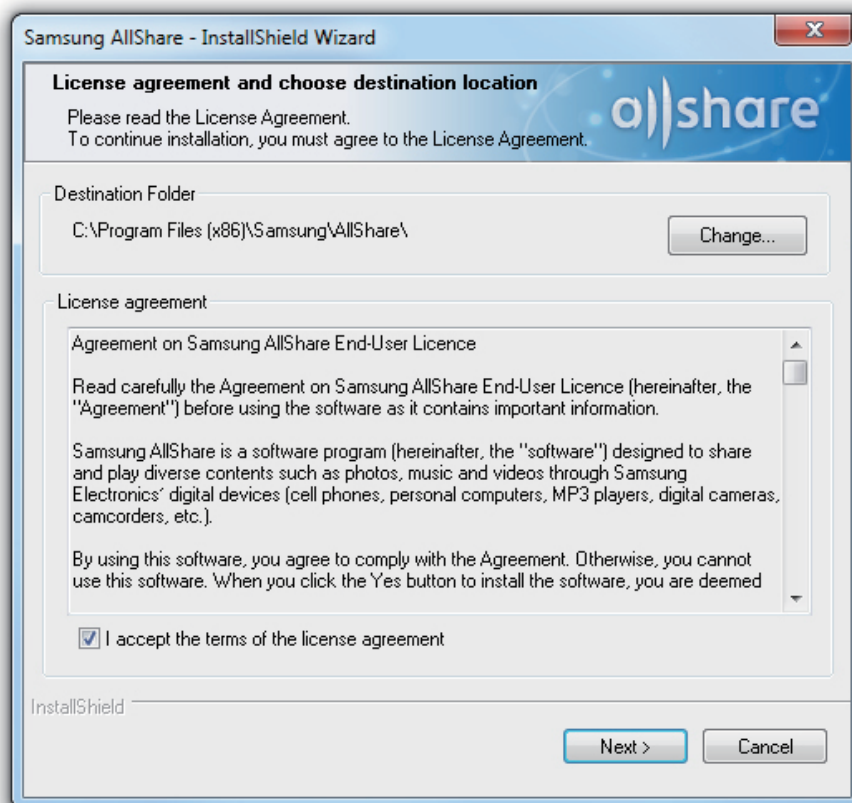 Samsung AllShare - InstallShield Wizard
License agreement and choose destination location
Please read the License Agreement.
To continue installation, you must agree to the License Agreement.
allshare
Destination Folder
C:\Program Files (x86)\Samsung\AllShare\
Change...
License agreement
Agreement on Samsung AllShare End-User Licence
Read carefully the Agreement on Samsung AllShare End-User Licence (hereinafter, the
"Agreement") before using the software as it contains important information.
Samsung AllShare is a software program (hereinafter, the "software") designed to share
and play diverse contents such as photos, music and videos through Samsung
Electronics´ digital devices (cell phones, personal computers, MP3 players, digital cameras,
camcorders, etc.).
By using this software, you agree to comply with the Agreement. Otherwise, you cannot
use this software. When you click the Yes button to install the software, you are deemed
I accept the terms of the license agreement
InstallShield
Next >
Cancel